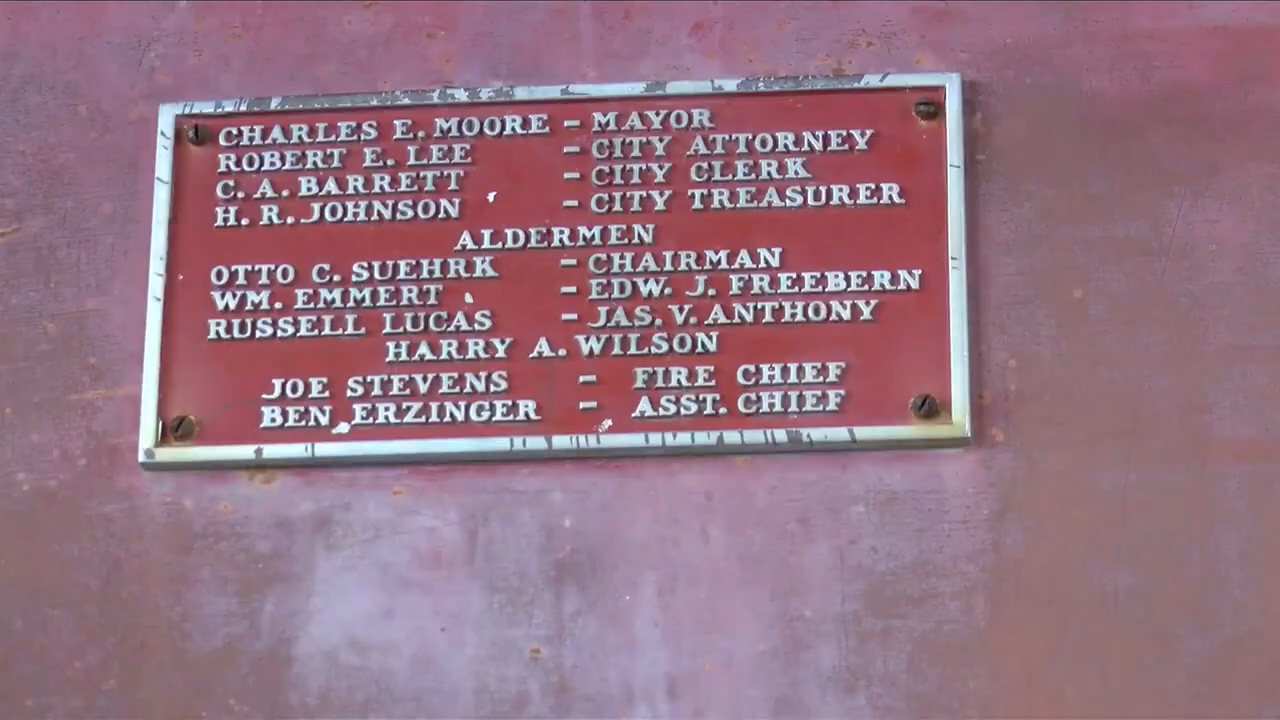 CHARLES E. MOORE – MAYOR
ROBERT E. LEE – CITY ATTORNEY
C. A. BARRETT – CITY CLERK
H. R. JOHNSON – CITY TREASURER
ALDERMEN
OTTO C. SUEHRK – CHAIRMAN
WM. EMMERT – EDW. J. FREEBERN
RUSSELL LUCAS – JAS. V. ANTHONY
HARRY A. WILSON
JOE STEVENS – FIRE CHIEF
BEN ERZINGER – ASST. CHIEF